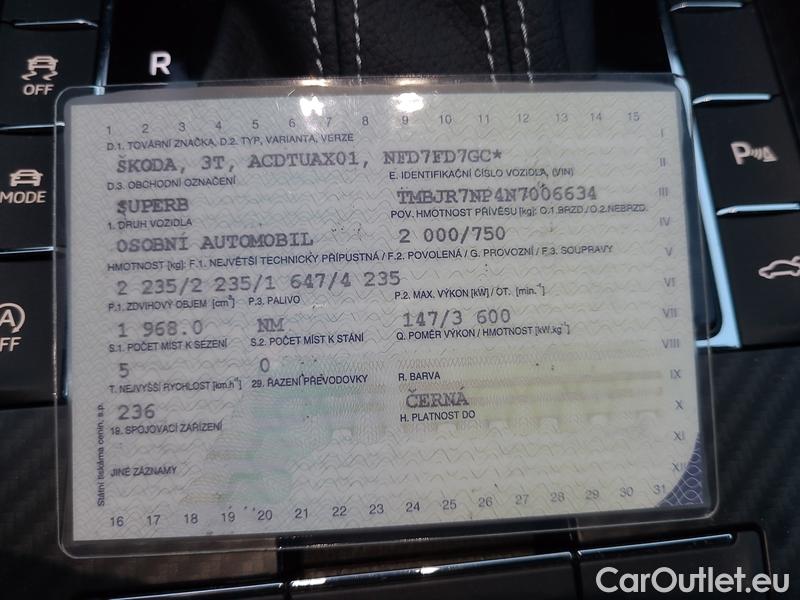 R
OFF
MODE
OFF
P
1 2 3 4 5 6 7 8 9 10 11 12 13 14 15
D.1. TOVÁRNÍ ZNAČKA, D.2. TYP, VARIANTA, VERZE
ŠKODA, 3T, ACDTUAX01, NFD7FD7GC*
D.3. OBCHODNÍ OZNAČENÍ
E. IDENTIFIKAČNÍ ČÍSLO VOZIDLA, (VIN)
SUPERB
TMBJR7NP4N7006634
1. DRUH VOZIDLA
POV. HMOTNOST PŘÍVĚSU [kg]: O.1.BRZD./O.2.NEBRZD.
OSOBNÍ AUTOMOBIL
2 000/750
HMOTNOST [kg]: F.1. NEJVĚTŠÍ TECHNICKY PŘÍPUSTNÁ / F.2. POVOLENÁ / G. PROVOZNÍ / F.3. SOUPRAVY
2 235/2 235/1 647/4 235
P.1. ZDVIHOVÝ OBJEM [cm³]
P.3. PALIVO
P.2. MAX. VÝKON [kW] / OT. [min.⁻¹]
1 968.0
NM
147/3 600
S.1. POČET MÍST K SEZENÍ
S.2. POČET MÍST K STÁNÍ
Q. POMĚR VÝKON / HMOTNOST [kW.kg⁻¹]
5
0
T. NEJVYŠŠÍ RYCHLOST [km.h⁻¹]
29. ŘAZENÍ PŘEVODOVKY
R. BARVA
236
ČERNÁ
18. SPOJOVACÍ ZAŘÍZENÍ
H. PLATNOST DO
JINÉ ZÁZNAMY
Státní tiskárna cenin, s.p.
I
II
III
IV
V
VI
VII
VIII
IX
X
XI
XII
16 17 18 19 20 21 22 23 24 25 26 27 28 29 30 31
CarOutlet.eu